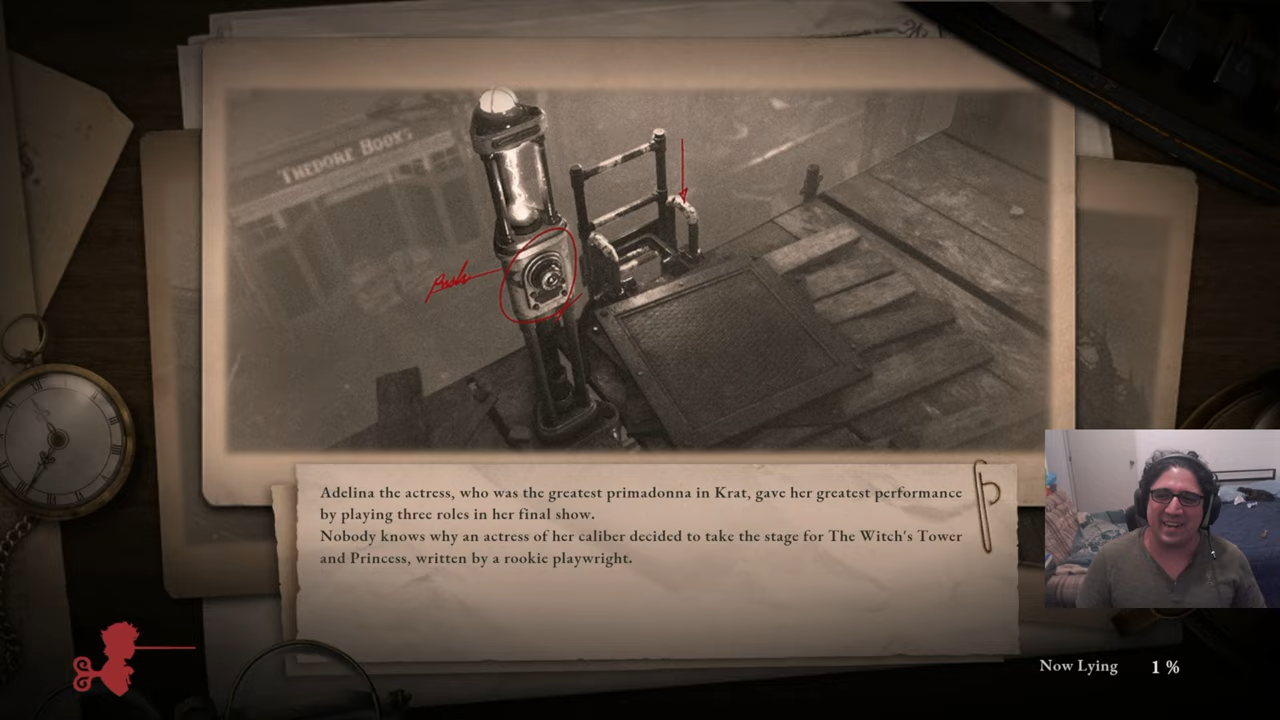 THEDORE BOOX'S
Push
Adelina the actress, who was the greatest primadonna in Krat, gave her greatest performance
by playing three roles in her final show.
Nobody knows why an actress of her caliber decided to take the stage for The Witch's Tower
and Princess, written by a rookie playwright.
Now Lying 1 %